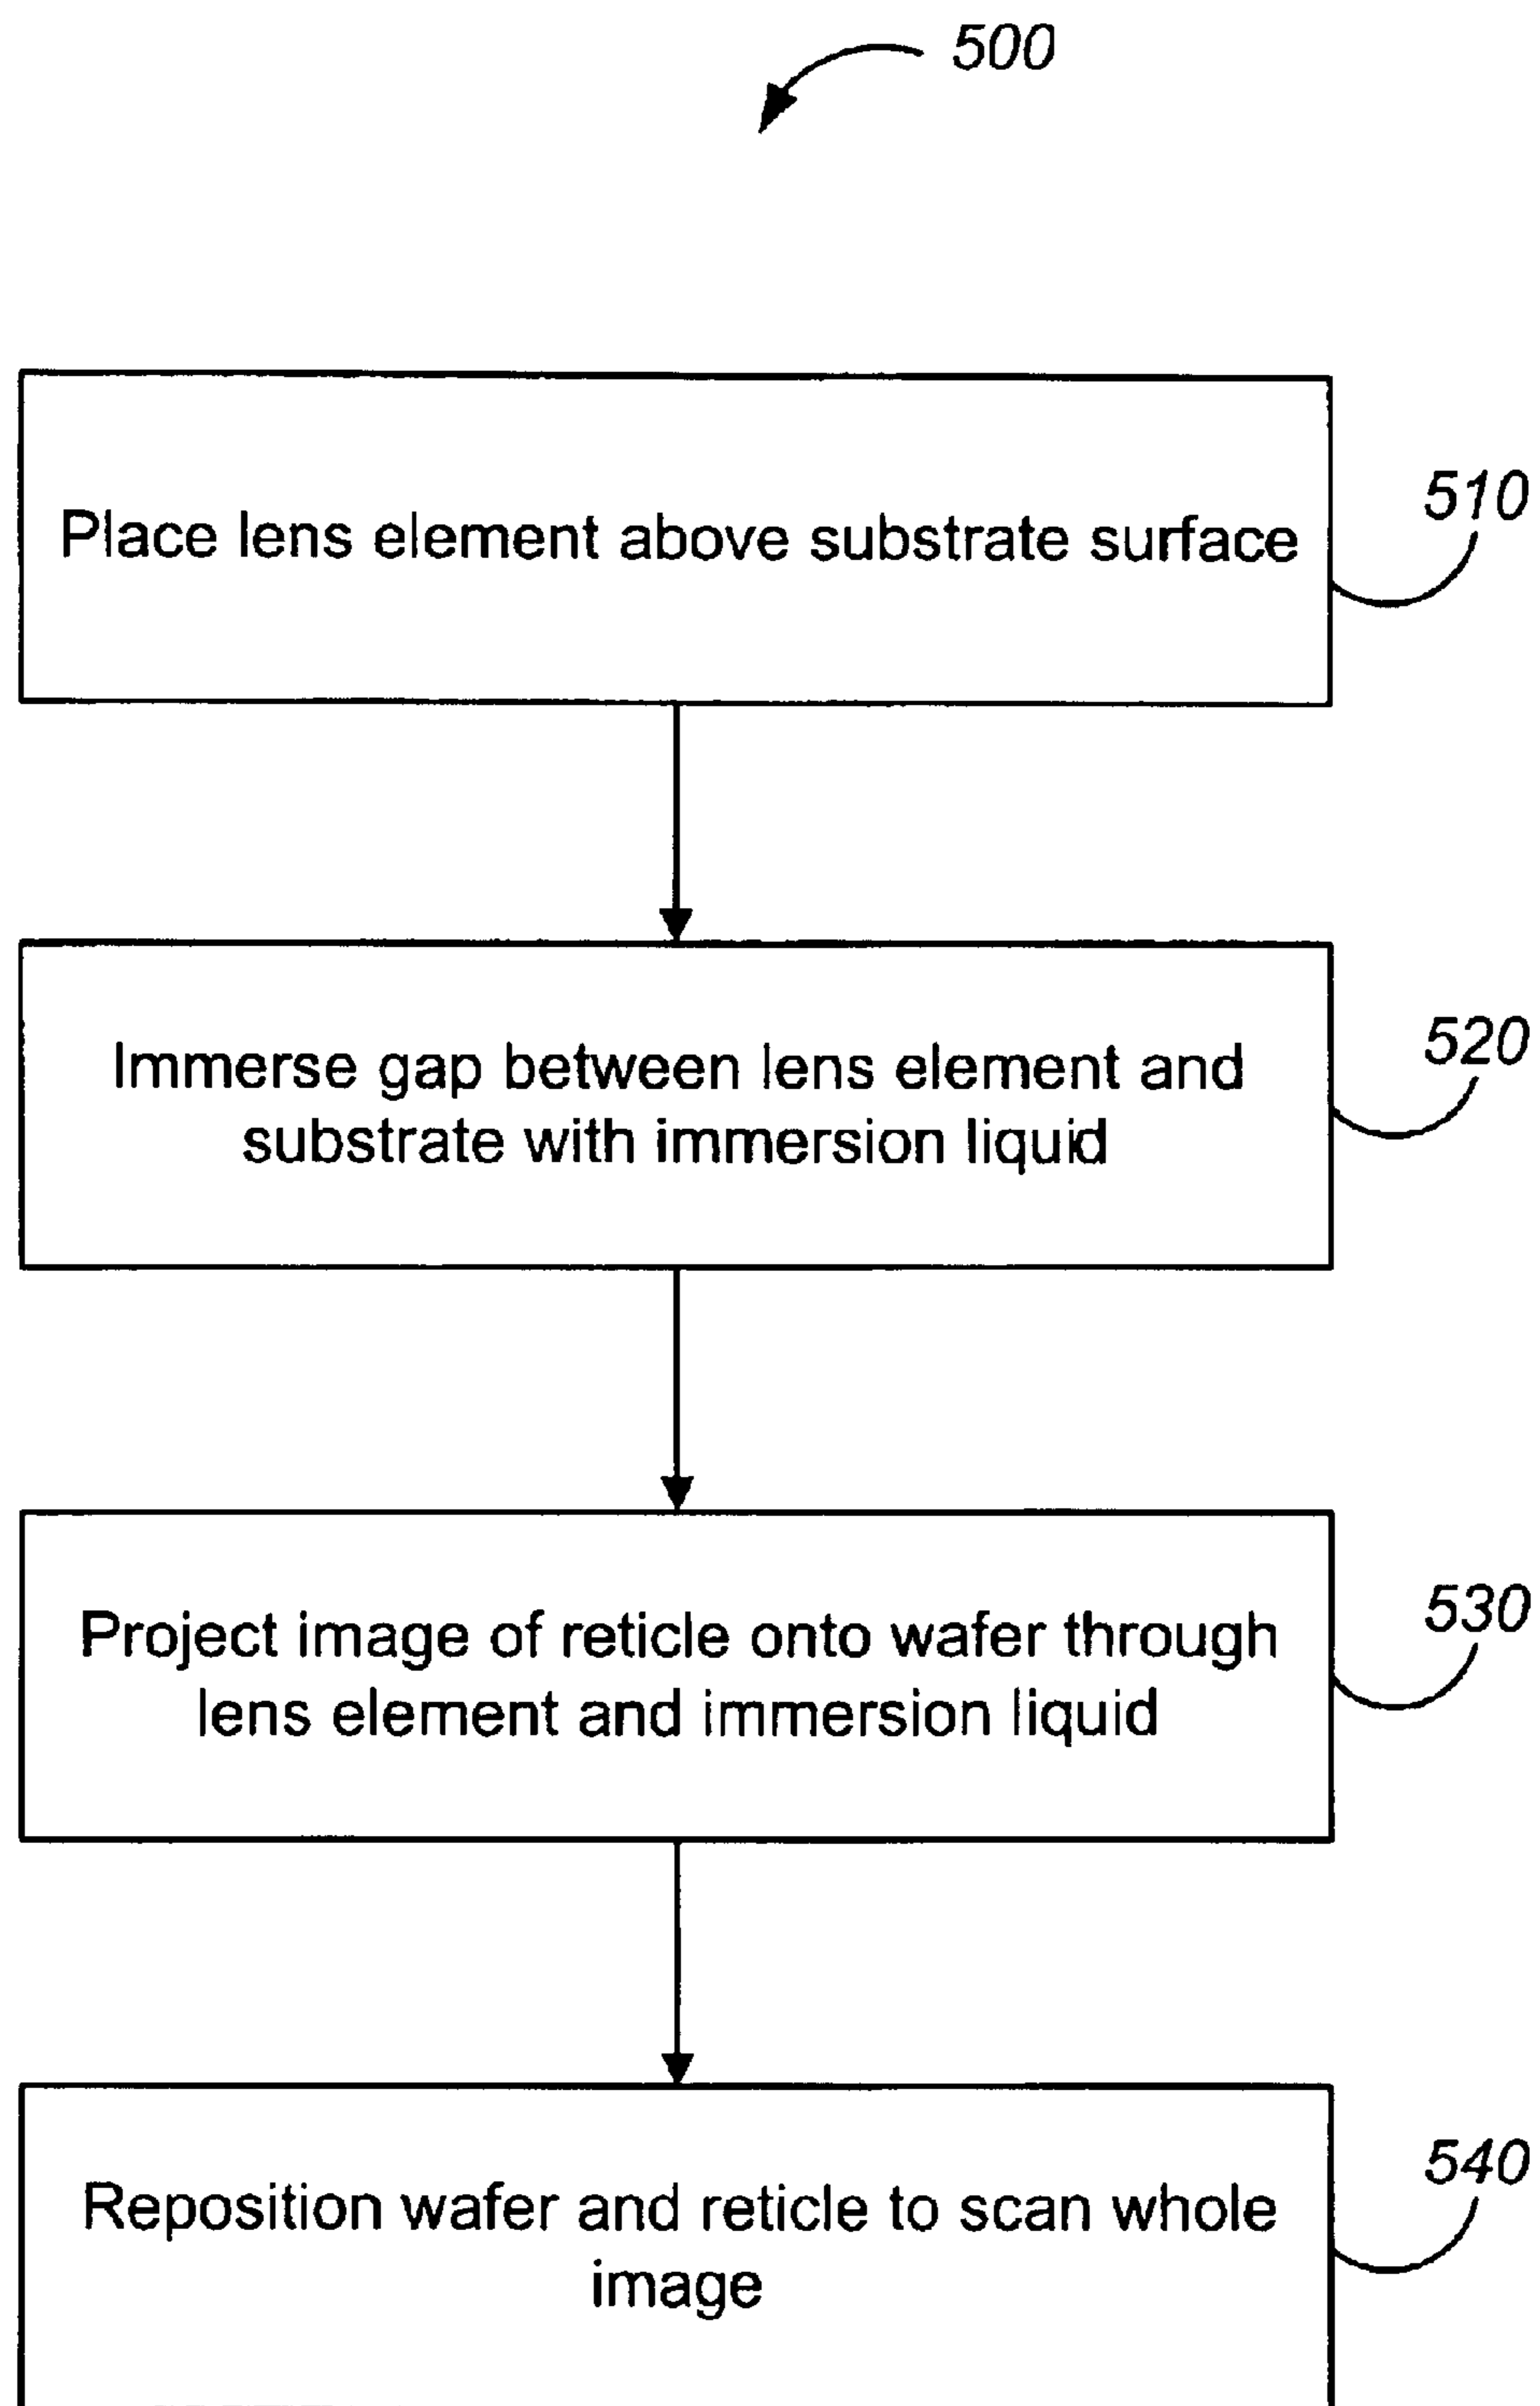 500
Place lens element above substrate surface
510
Immerse gap between lens element and
substrate with immersion liquid
520
Project image of reticle onto wafer through
lens element and immersion liquid
530
Reposition wafer and reticle to scan whole
image
540